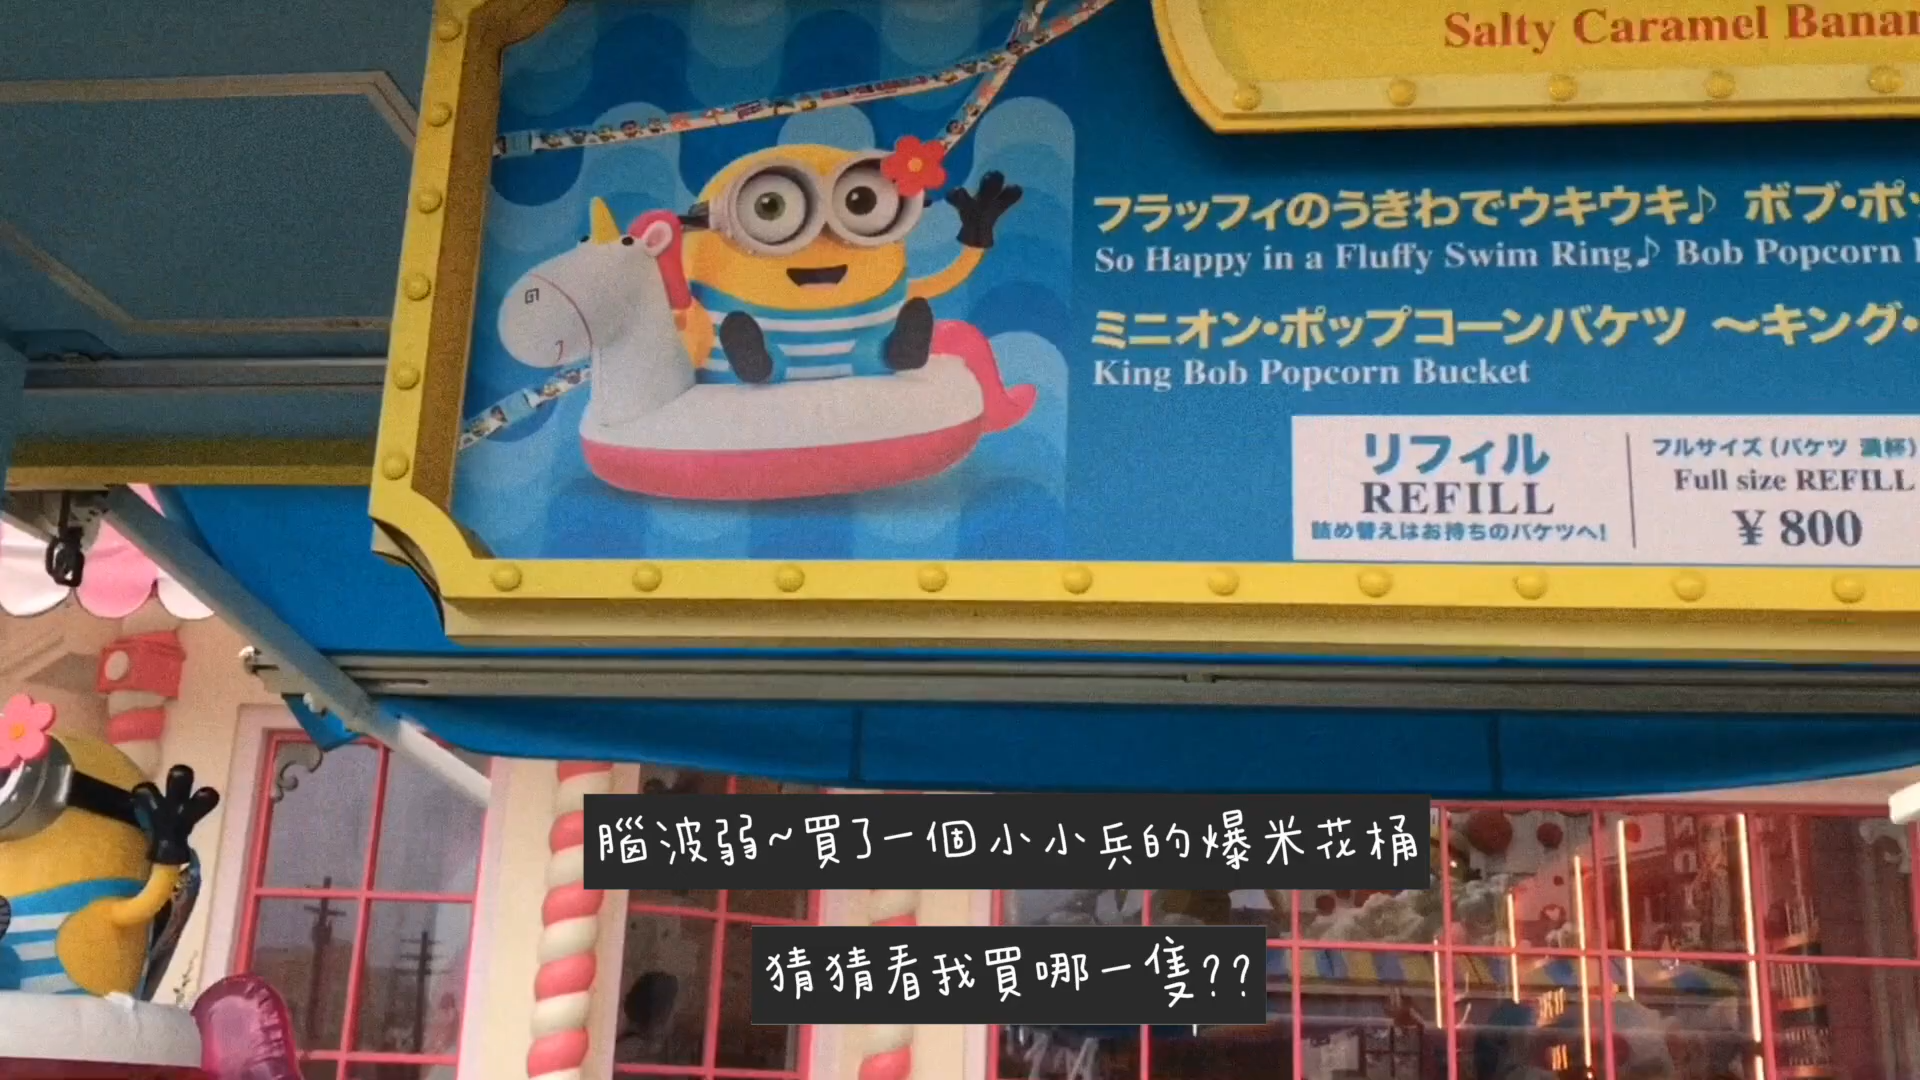 Salty Caramel
フラッフィのうきわでウキウキ♪ ボブ・ポ
So Happy in a Fluffy Swim Ring♪ Bob Popcorn
ミニオン・ポップコーンバケツ ～キング・
King Bob Popcorn Bucket
リフィル
REFILL
詰め替えはお持ちのバケツへ!
フルサイズ (バケツ 満杯)
Full size REFILL
¥ 800
腦波弱~買了一個小小兵的爆米花桶
猜猜看我買哪一隻??